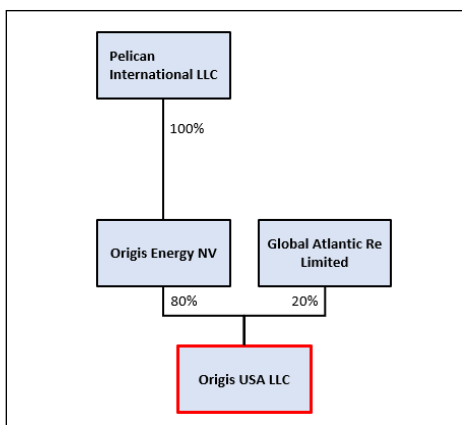 Pelican
International LLC
100%
Origis Energy NV
Global Atlantic Re
Limited
80%
20%
Origis USA LLC